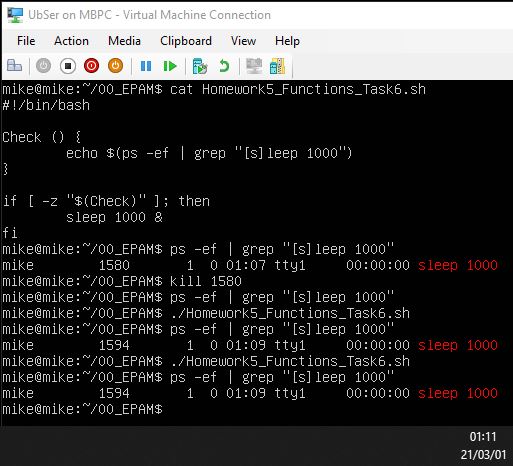 UbSer on MBPC - Virtual Machine Connection
File Action Media Clipboard View Help
mike@mike:~/00_EPAM$ cat Homework5_Functions_Task6.sh
#!/bin/bash
Check () {
echo $(ps -ef | grep "[s]leep 1000")
}
if [ -z "$(Check)" ]; then
sleep 1000 &
fi
mike@mike:~/00_EPAM$ ps -ef | grep "[s]leep 1000"
mike 1580 1 0 01:07 tty1 00:00:00 sleep 1000
mike@mike:~/00_EPAM$ kill 1580
mike@mike:~/00_EPAM$ ps -ef | grep "[s]leep 1000"
mike@mike:~/00_EPAM$ ./Homework5_Functions_Task6.sh
mike@mike:~/00_EPAM$ ps -ef | grep "[s]leep 1000"
mike 1594 1 0 01:09 tty1 00:00:00 sleep 1000
mike@mike:~/00_EPAM$ ./Homework5_Functions_Task6.sh
mike@mike:~/00_EPAM$ ps -ef | grep "[s]leep 1000"
mike 1594 1 0 01:09 tty1 00:00:00 sleep 1000
mike@mike:~/00_EPAM$
01:11
21/03/01